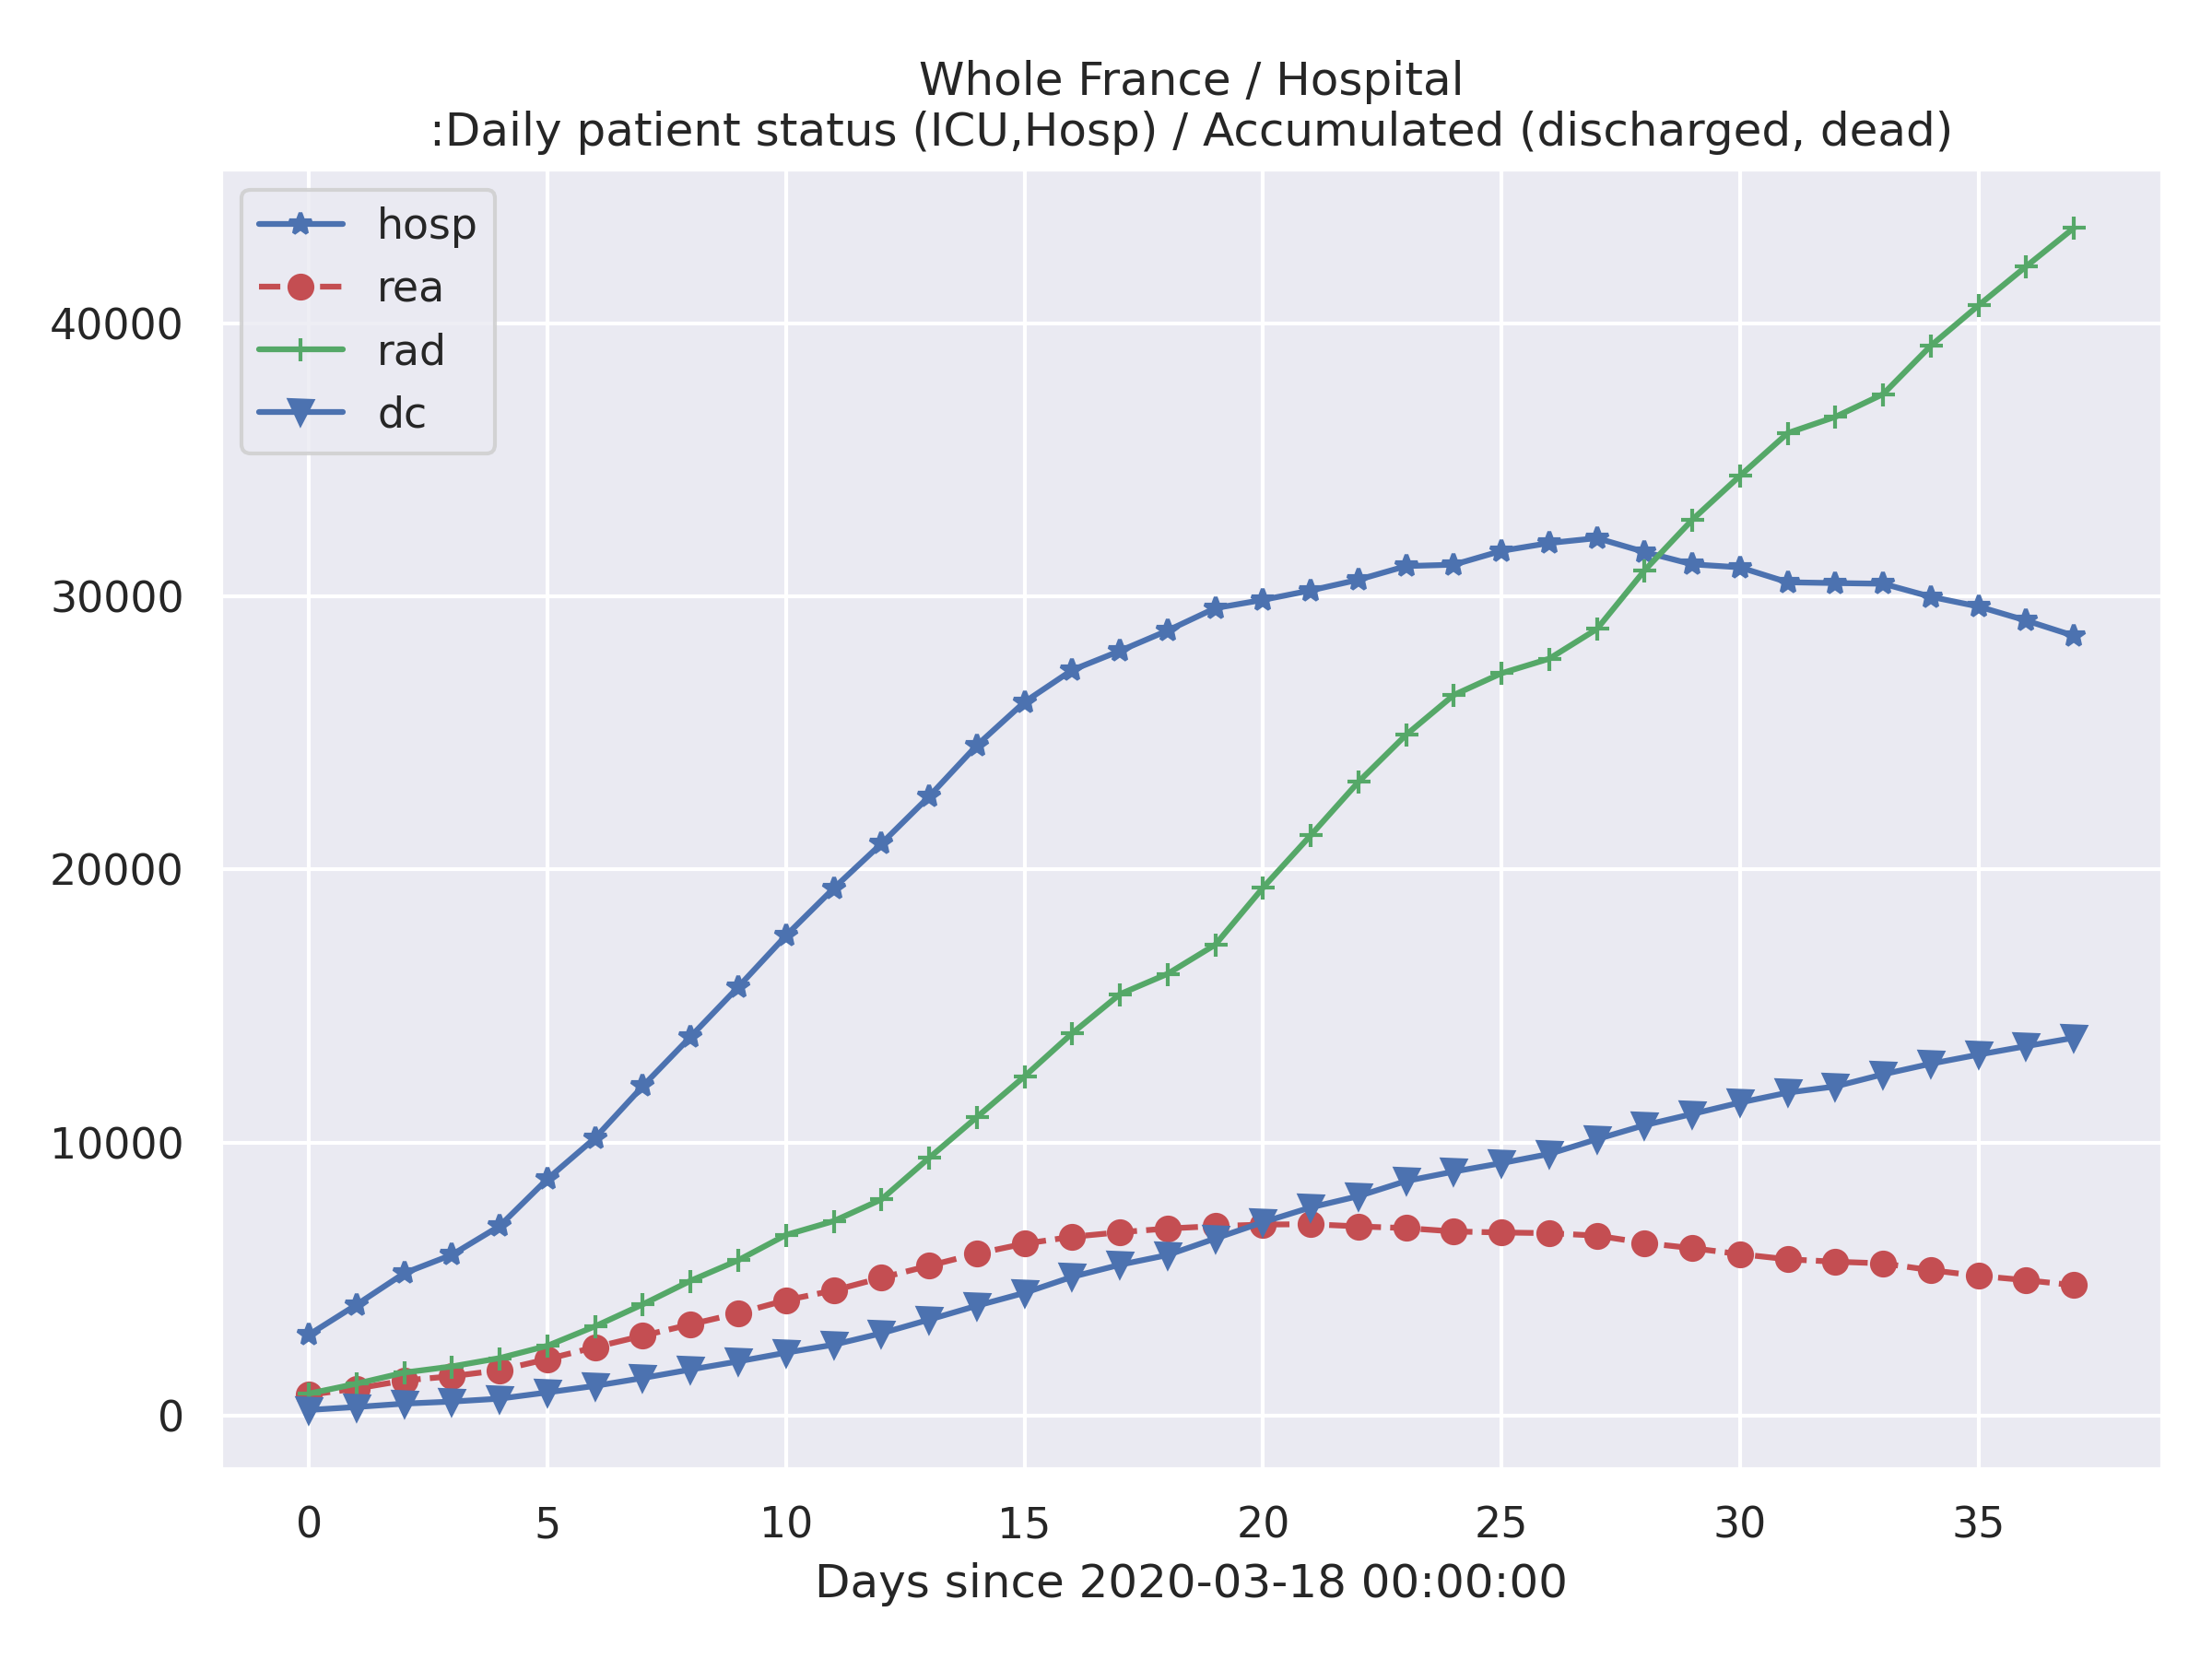 Whole France / Hospital
:Daily patient status (ICU,Hosp) / Accumulated (discharged, dead)
hosp
rea
rad
dc
40000
30000
20000
10000
0
0 5 10 15 20 25 30 35
Days since 2020-03-18 00:00:00